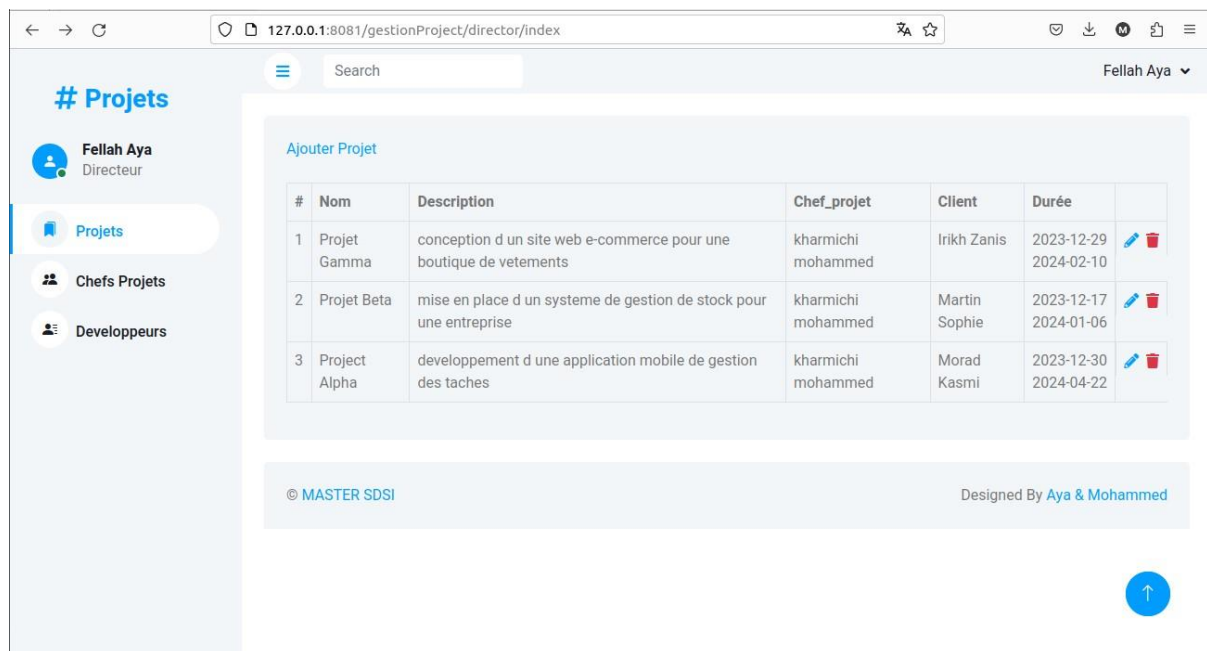 127.0.0.1:8081/gestionProject/director/index
M
# Projets
Search
Fellah Aya
Fellah Aya
Directeur
Projets
Chefs Projets
Developpeurs
Ajouter Projet
# Nom Description Chef_projet Client Durée
1 Projet conception d un site web e-commerce pour une kharmichi Irikh Zanis 2023-12-29
Gamma boutique de vetements mohammed 2024-02-10
2 Projet Beta mise en place d un systeme de gestion de stock pour kharmichi Martin 2023-12-17
une entreprise mohammed Sophie 2024-01-06
3 Project developpement d une application mobile de gestion kharmichi Morad 2023-12-30
Alpha des taches mohammed Kasmi 2024-04-22
© MASTER SDSI Designed By Aya & Mohammed